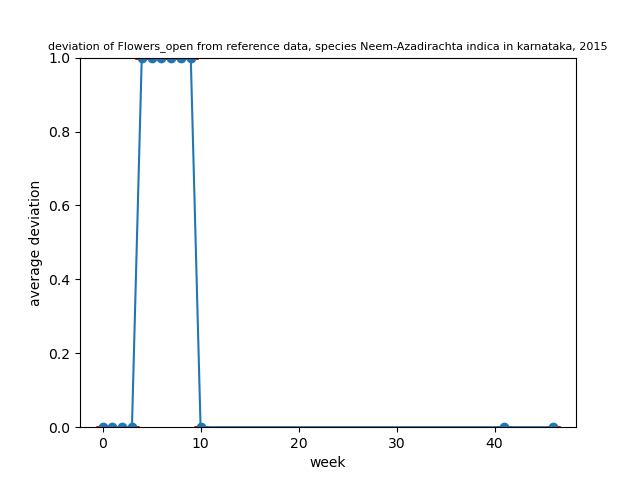 deviation of Flowers_open from reference data, species Neem-Azadirachta indica in karnataka, 2015
1.0
0.8
0.6
0.4
0.2
0.0
average deviation
0 10 20 30 40
week